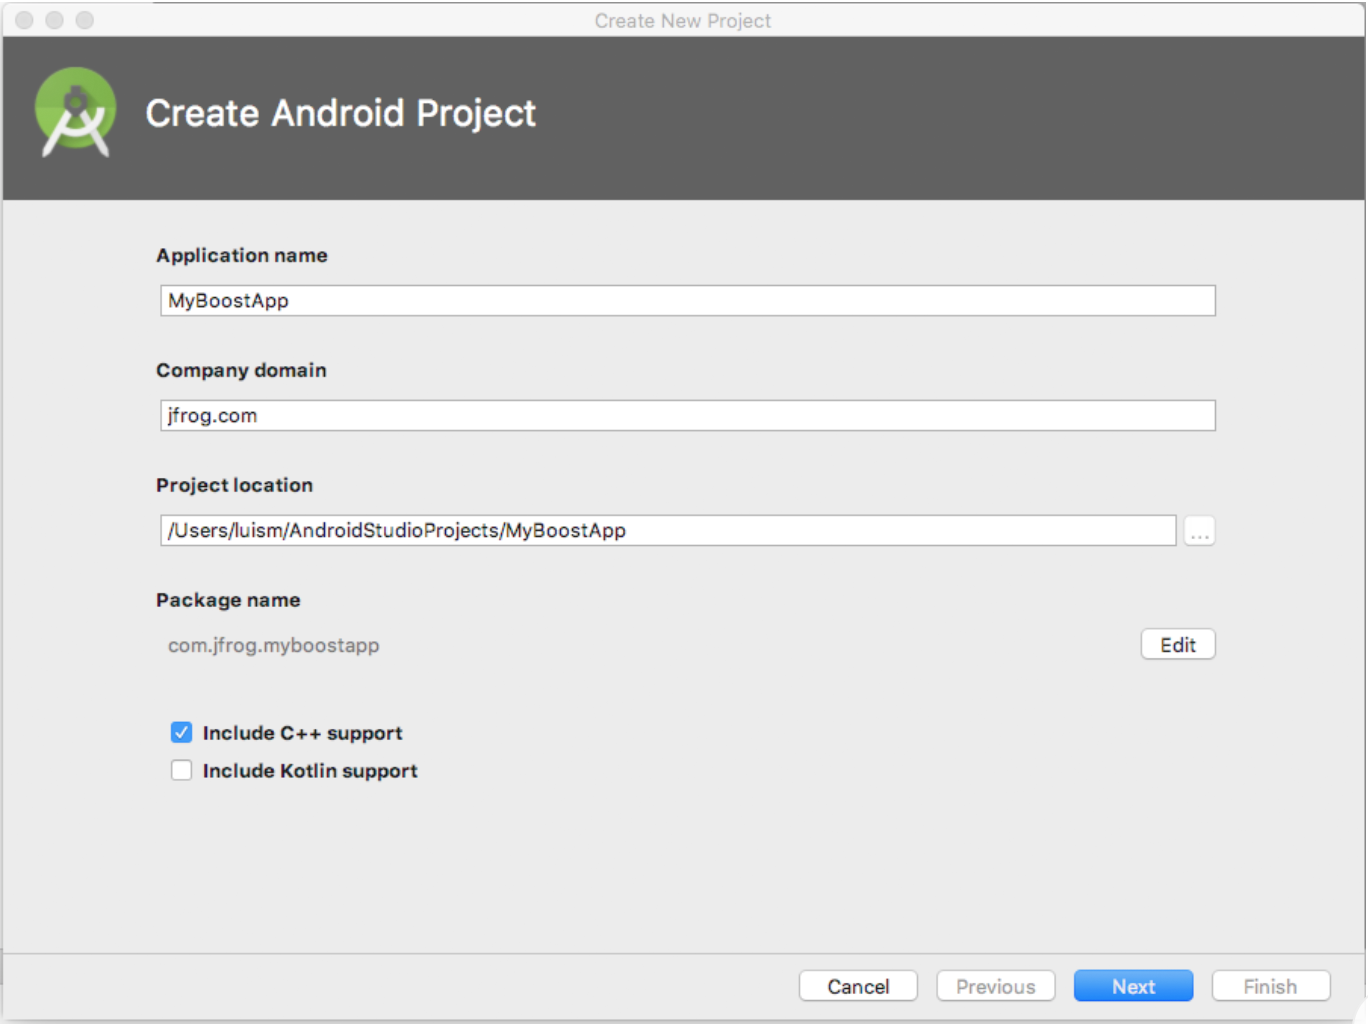 Create New Project
Create Android Project
Application name
MyBoostApp
Company domain
jfrog.com
Project location
/Users/luism/AndroidStudioProjects/MyBoostApp
...
Package name
com.jfrog.myboostapp
Edit
Include C++ support
Include Kotlin support
Cancel Previous Next Finish